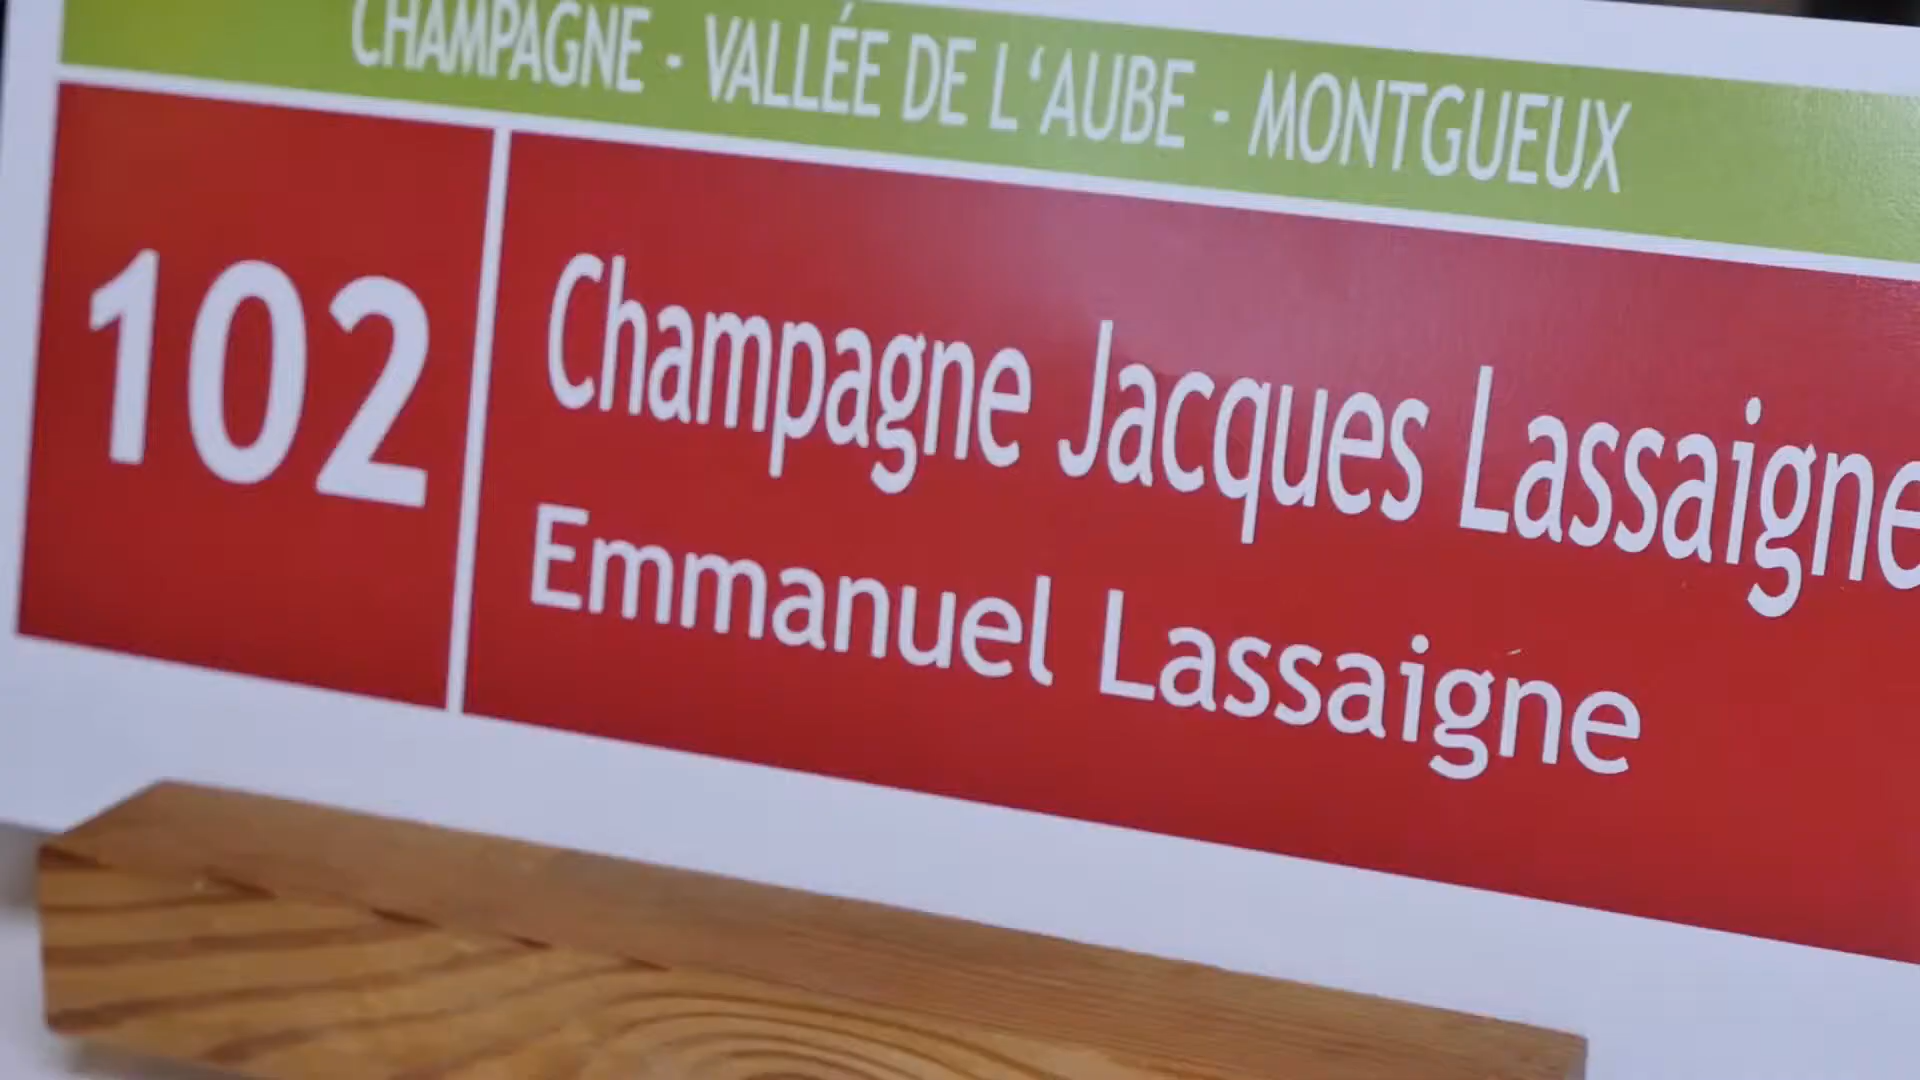 CHAMPAGNE - VALLÉE DE L'AUBE - MONTGUEUX
102
Champagne Jacques Lassaigne
Emmanuel Lassaigne